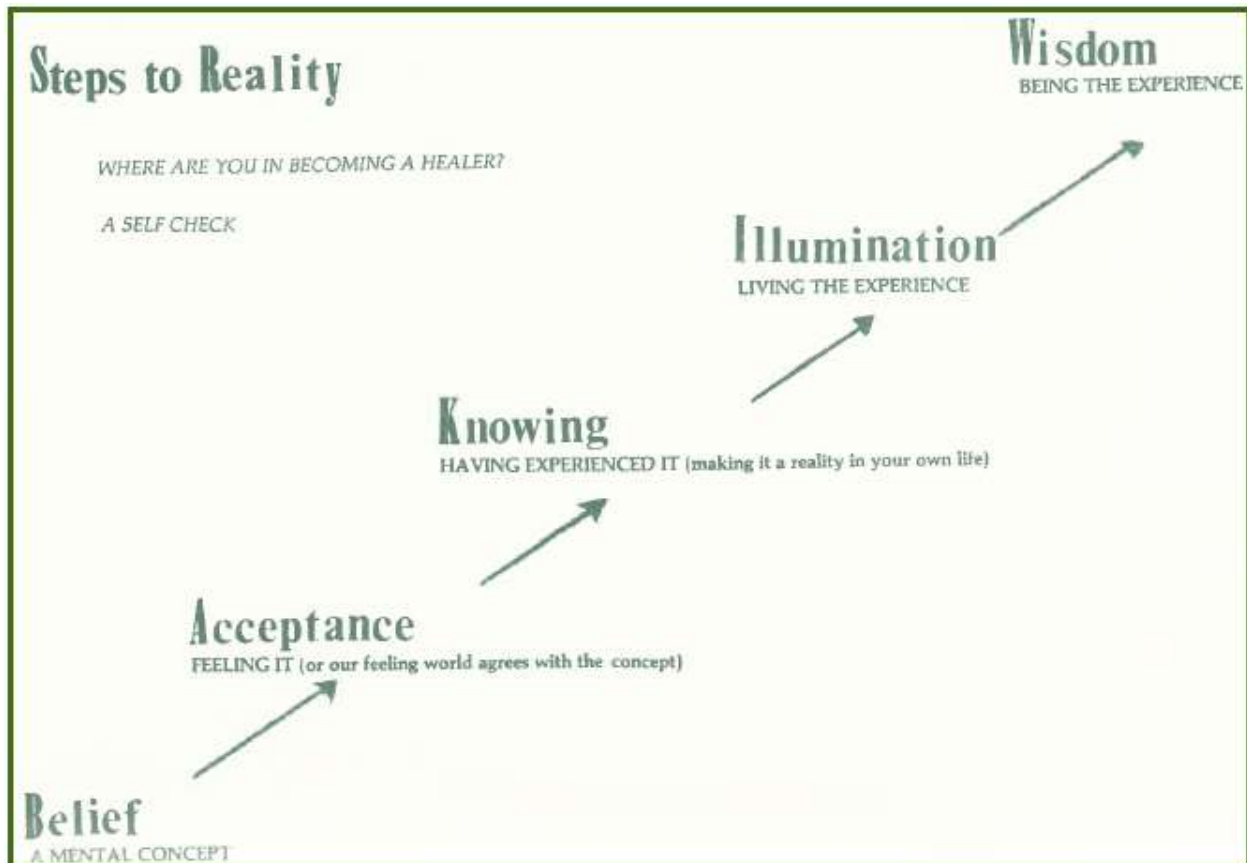 Steps to Reality
WHERE ARE YOU IN BECOMING A HEALER?
A SELF CHECK
Wisdom
BEING THE EXPERIENCE
Illumination
LIVING THE EXPERIENCE
Knowing
HAVING EXPERIENCED IT (making it a reality in your own life)
Acceptance
FEELING IT (or our feeling world agrees with the concept)
Belief
A MENTAL CONCEPT